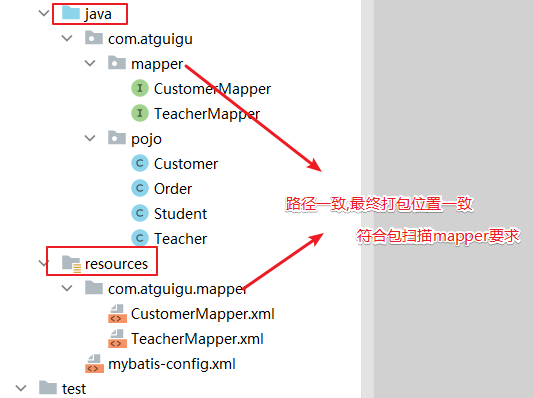 java
com.atguigu
mapper
CustomerMapper
TeacherMapper
pojo
Customer
Order
Student
Teacher
路径一致,最终打包位置一致
符合包扫描mapper要求
resources
com.atguigu.mapper
CustomerMapper.xml
TeacherMapper.xml
mybatis-config.xml
test